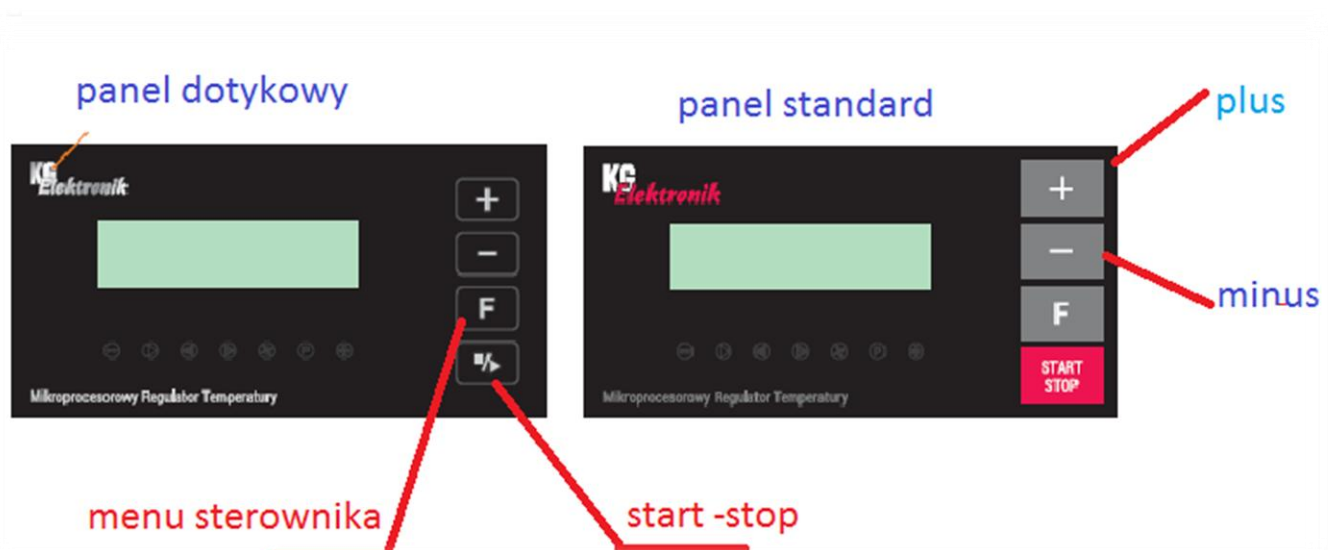 panel dotykowy
panel standard
plus
KG
Elektronik
+
-
F
■/▶
Mikroprocesorowy Regulator Temperatury
KG
Elektronik
+
-
F
START
STOP
Mikroprocesorowy Regulator Temperatury
minus
menu sterownika
start -stop